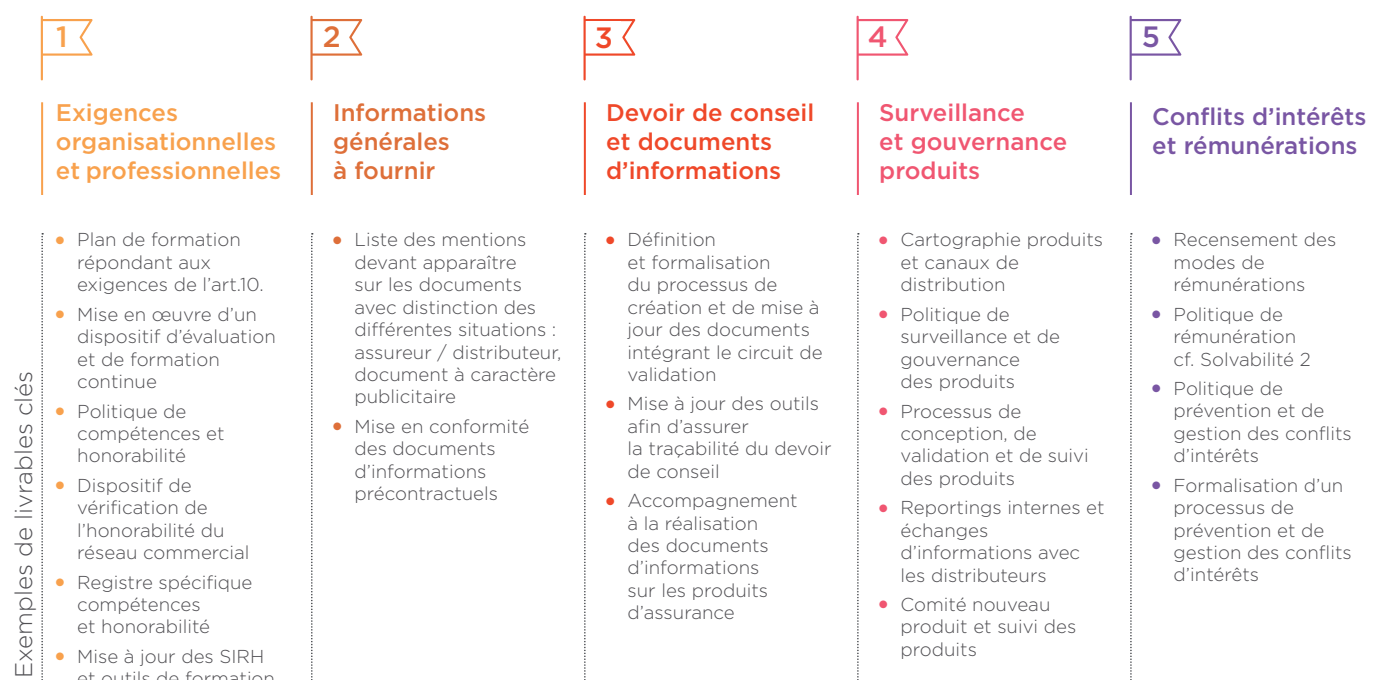 1
Exigences
organisationnelles
et professionnelles
• Plan de formation
répondant aux
exigences de l'art.10.
• Mise en œuvre d'un
dispositif d'évaluation
et de formation
continue
• Politique de
compétences et
honorabilité
• Dispositif de
vérification de
l'honorabilité du
réseau commercial
• Registre spécifique
compétences
et honorabilité
• Mise à jour des SIRH
et outils de formation
2
Informations
générales
à fournir
• Liste des mentions
devant apparaître
sur les documents
avec distinction des
différentes situations :
assureur / distributeur,
document à caractère
publicitaire
• Mise en conformité
des documents
d'informations
précontractuels
3
Devoir de conseil
et documents
d'informations
• Définition
et formalisation
du processus de
création et de mise à
jour des documents
intégrant le circuit de
validation
• Mise à jour des outils
afin d'assurer
la traçabilité du devoir
de conseil
• Accompagnement
à la réalisation
des documents
d'informations
sur les produits
d'assurance
4
Surveillance
et gouvernance
produits
• Cartographie produits
et canaux de
distribution
• Politique de
surveillance et de
gouvernance
des produits
• Processus de
conception, de
validation et de suivi
des produits
• Reportings internes et
échanges
d'informations avec
les distributeurs
• Comité nouveau
produit et suivi des
produits
5
Conflits d'intérêts
et rémunérations
• Recensement des
modes de
rémunérations
• Politique de
rémunération
cf. Solvabilité 2
• Politique de
prévention et de
gestion des conflits
d'intérêts
• Formalisation d'un
processus de
prévention et de
gestion des conflits
d'intérêts
Exemples de livrables clés